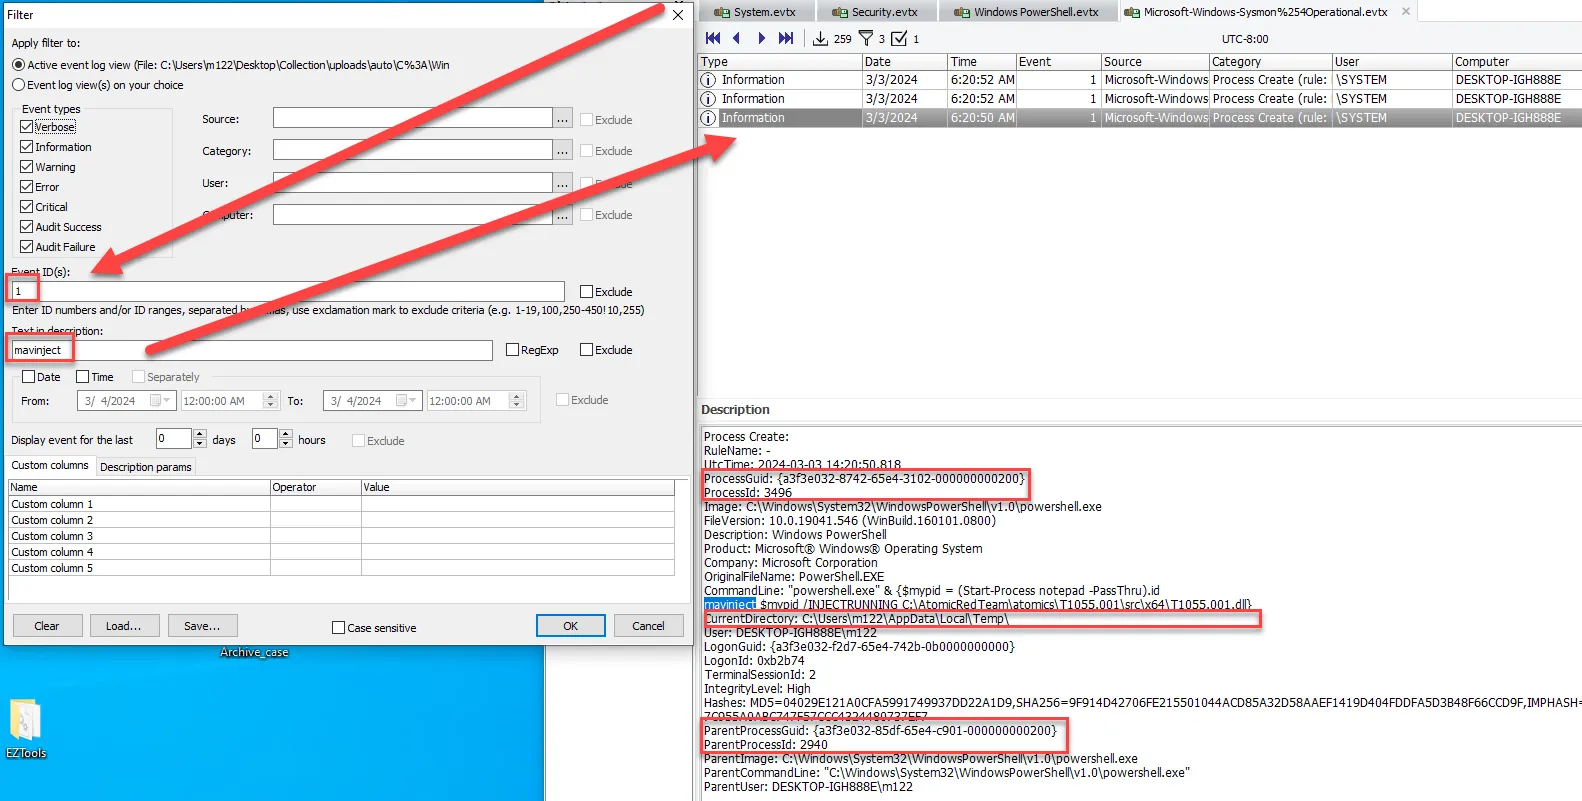 Filter
Apply filter to:
Active event log view (File: C:\Users\m122\Desktop\Collection\uploads\auto\C%3A\Win
Event log view(s) on your choice
Event types
Verbose
Information
Warning
Error
Critical
Audit Success
Audit Failure
Source:
... Exclude
Category:
... Exclude
User:
... Exclude
... Exclude
Event ID(s):
1
Exclude
Enter ID numbers and/or ID ranges, separated by commas, use exclamation mark to exclude criteria (e.g. 1-19,100,250-450!10,255)
Text in description:
mavinject
RegExp Exclude
Date Time Separately
From: 3/ 4/2024 12:00:00 AM To: 3/ 4/2024 12:00:00 AM Exclude
Display event for the last 0 days 0 hours Exclude
Custom columns Description params
Name Operator Value
Custom column 1
Custom column 2
Custom column 3
Custom column 4
Custom column 5
Clear Load... Save... Case sensitive OK Cancel
Archive_case
EZTools
System.evtx Security.evtx Windows PowerShell.evtx Microsoft-Windows-Sysmon%254Operational.evtx
259 3 1 UTC-8:00
Type Date Time Event Source Category User Computer
Information 3/3/2024 6:20:52 AM 1 Microsoft-Windows Process Create (rule: \SYSTEM DESKTOP-IGH888E
Information 3/3/2024 6:20:52 AM 1 Microsoft-Windows Process Create (rule: \SYSTEM DESKTOP-IGH888E
Information 3/3/2024 6:20:50 AM 1 Microsoft-Windows Process Create (rule: \SYSTEM DESKTOP-IGH888E
Description
Process Create:
RuleName: -
UtcTime: 2024-03-03 14:20:50.818
ProcessGuid: {a3f3e032-8742-65e4-3102-000000000200}
ProcessId: 3496
Image: C:\Windows\System32\WindowsPowerShell\v1.0\powershell.exe
FileVersion: 10.0.19041.546 (WinBuild.160101.0800)
Description: Windows PowerShell
Product: Microsoft® Windows® Operating System
Company: Microsoft Corporation
OriginalFileName: PowerShell.EXE
CommandLine: "powershell.exe" & {$mypid = (Start-Process notepad -PassThru).id
mavinject $mypid /INJECTRUNNING C:\AtomicRedTeam\atomics\T1055.001\src\x64\T1055.001.dll}
CurrentDirectory: C:\Users\m122\AppData\Local\Temp\
User: DESKTOP-IGH888E\m122
LogonGuid: {a3f3e032-f2d7-65e4-742b-0b0000000000}
LogonId: 0xb2b74
TerminalSessionId: 2
IntegrityLevel: High
Hashes: MD5=04029E121A0CFA5991749937DD22A1D9,SHA256=9F914D42706FE215501044ACD85A32D58AAEF1419D404FDDFA5D3B48F66CCD9F,IMPHASH=
ParentProcessGuid: {a3f3e032-85df-65e4-c901-000000000200}
ParentProcessId: 2940
ParentImage: C:\Windows\System32\WindowsPowerShell\v1.0\powershell.exe
ParentCommandLine: "C:\Windows\System32\WindowsPowerShell\v1.0\powershell.exe"
ParentUser: DESKTOP-IGH888E\m122